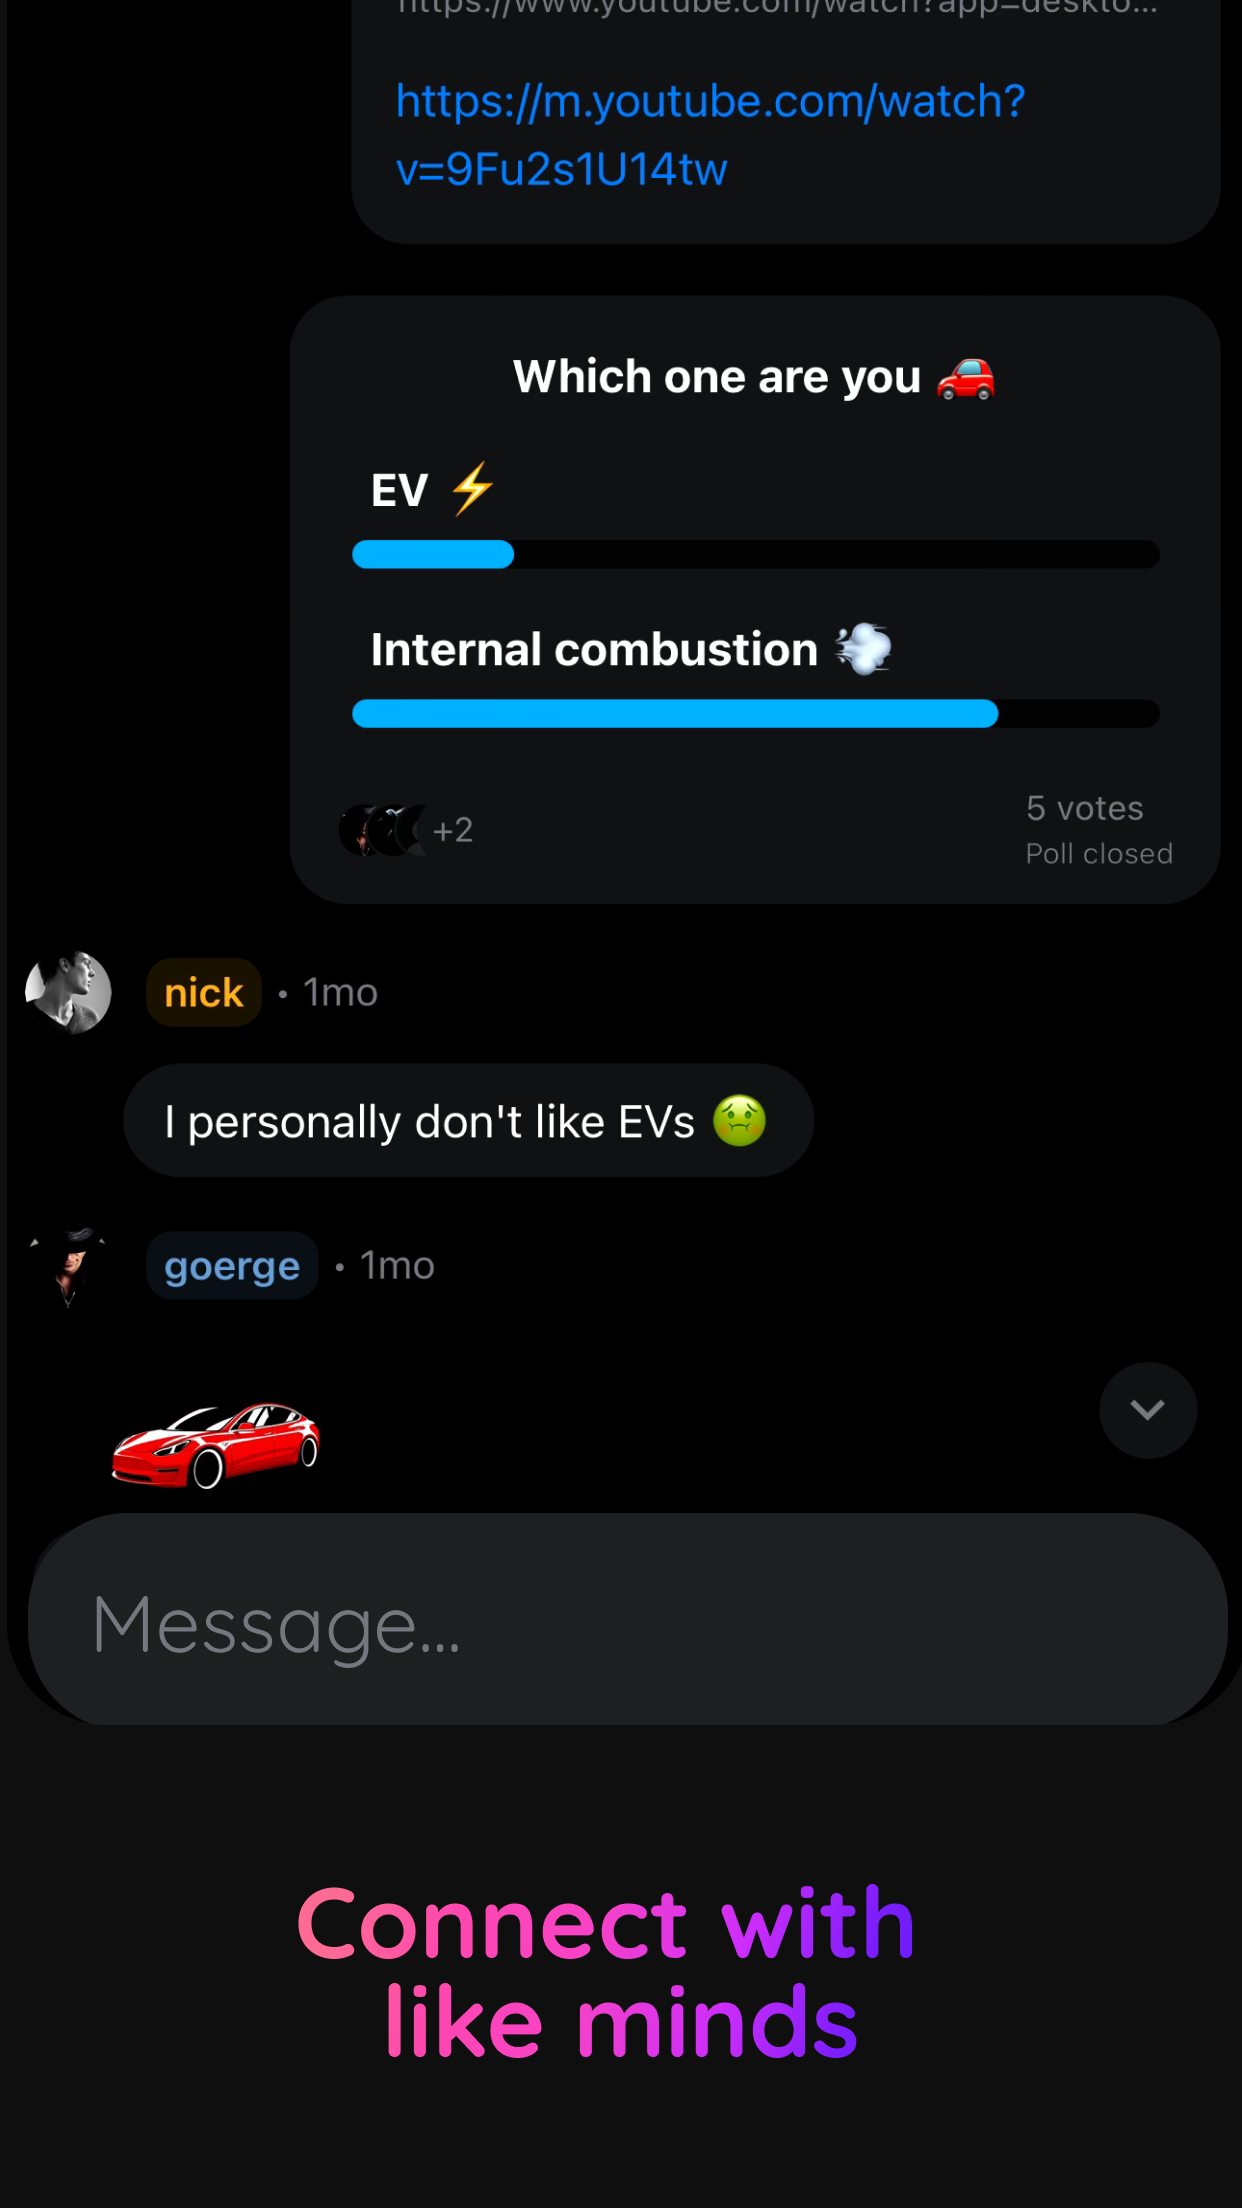 https://www.youtube.com/watch?app=deskto...
https://m.youtube.com/watch?
v=9Fu2s1U14tw
Which one are you 🚗
EV ⚡
Internal combustion 💨
+2
5 votes
Poll closed
nick • 1mo
I personally don't like EVs 🤢
goerge • 1mo
Message...
Connect with
like minds